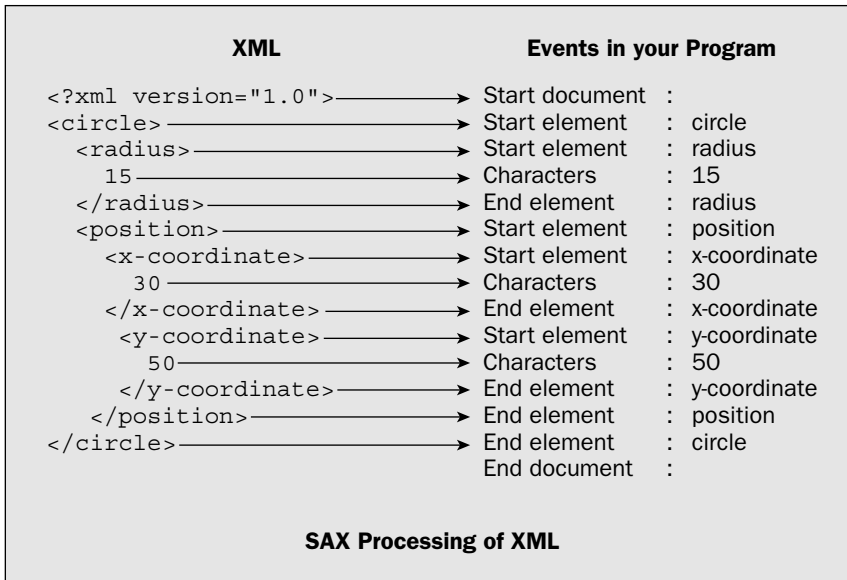 XML Events in your Program
<?xml version="1.0"> Start document :
<circle> Start element : circle
<radius> Start element : radius
15 Characters : 15
</radius> End element : radius
<position> Start element : position
<x-coordinate> Start element : x-coordinate
30 Characters : 30
</x-coordinate> End element : x-coordinate
<y-coordinate> Start element : y-coordinate
50 Characters : 50
</y-coordinate> End element : y-coordinate
</position> End element : position
</circle> End element : circle
End document :
SAX Processing of XML